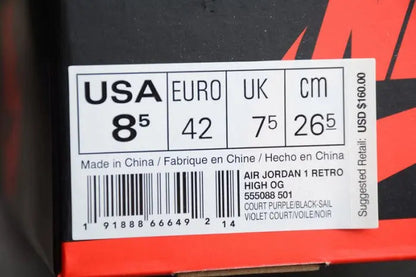 USA EURO UK cm
8⁵ 42 7⁵ 26⁵
Made in China / Fabrique en Chine / Hecho en China
AIR JORDAN 1 RETRO
HIGH OG
555088 501
COURT PURPLE/BLACK-SAIL
VIOLET COURT/VOILE/NOIR
1 91888 66649 2 14
Suggested Retail: USD $160.00